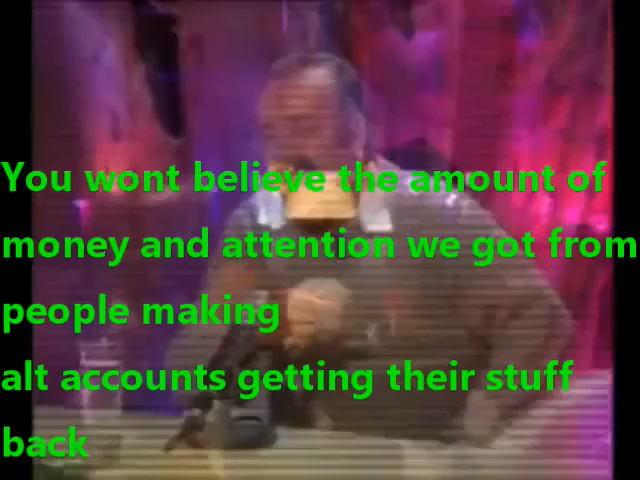 You wont believe the amount of
money and attention we got from
people making
alt accounts getting their stuff
back